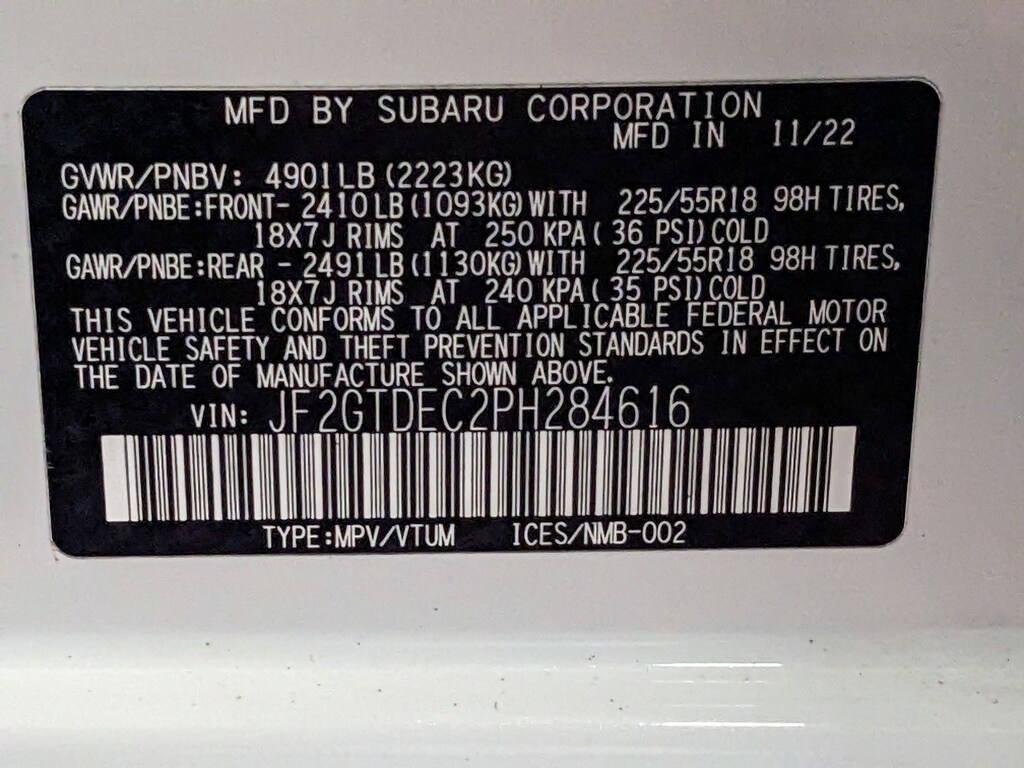 MFD BY SUBARU CORPORATION
MFD IN 11/22
GVWR/PNBV: 4901LB (2223KG)
GAWR/PNBE:FRONT- 2410LB (1093KG) WITH 225/55R18 98H TIRES,
18X7J RIMS AT 250 KPA ( 36 PSI) COLD
GAWR/PNBE:REAR - 2491LB (1130KG) WITH 225/55R18 98H TIRES,
18X7J RIMS AT 240 KPA ( 35 PSI) COLD
THIS VEHICLE CONFORMS TO ALL APPLICABLE FEDERAL MOTOR
VEHICLE SAFETY AND THEFT PREVENTION STANDARDS IN EFFECT ON
THE DATE OF MANUFACTURE SHOWN ABOVE.
VIN: JF2GTDEC2PH284616
TYPE:MPV/VTUM ICES/NMB-002